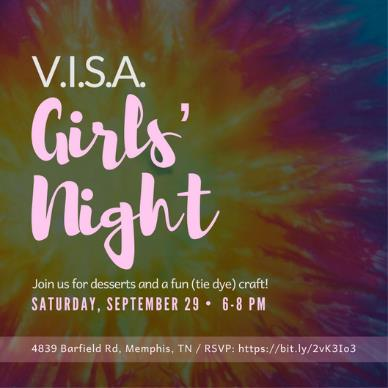 V.I.S.A.
Girls'
Night
Join us for desserts and a fun (tie dye) craft!
SATURDAY, SEPTEMBER 29 • 6-8 PM
4839 Barfield Rd, Memphis, TN / RSVP: https://bit.ly/2vK3Io3